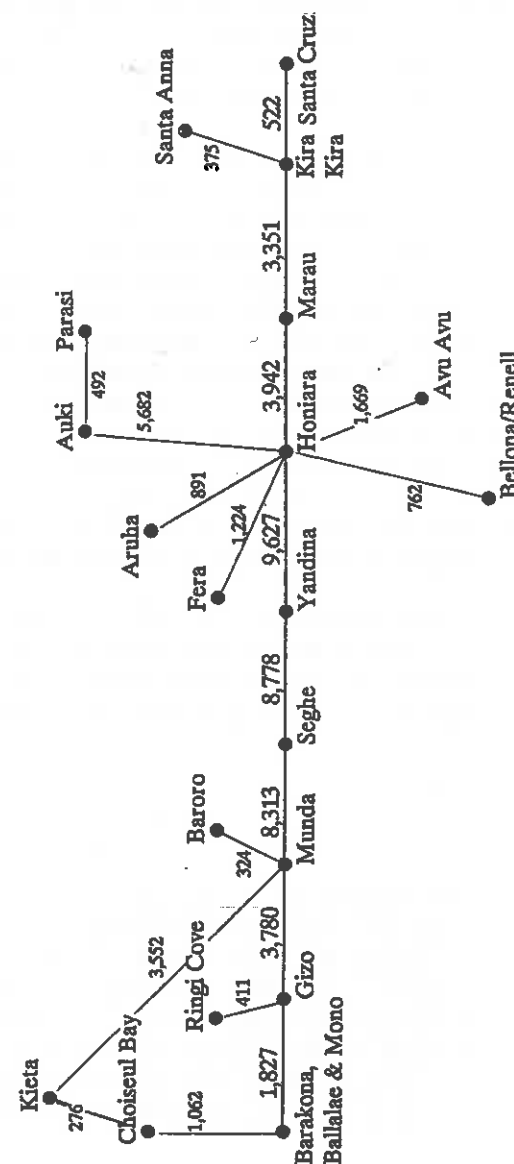 Kieta
276
Choiseul Bay
1,062
3,552
Ringi Cove
411
Baroro
324
Barakona,
Ballalae & Mono
1,827
Gizo
3,780
Munda
8,313
Seghe
8,778
Yandina
9,627
Fera
1,224
Aruha
891
Auki
5,682
492
Parasi
Honiara
762
Bellona/Renell
1,669
Avu Avu
3,942
Marau
3,351
Kira
Kira
375
Santa Anna
522
Santa Cruz